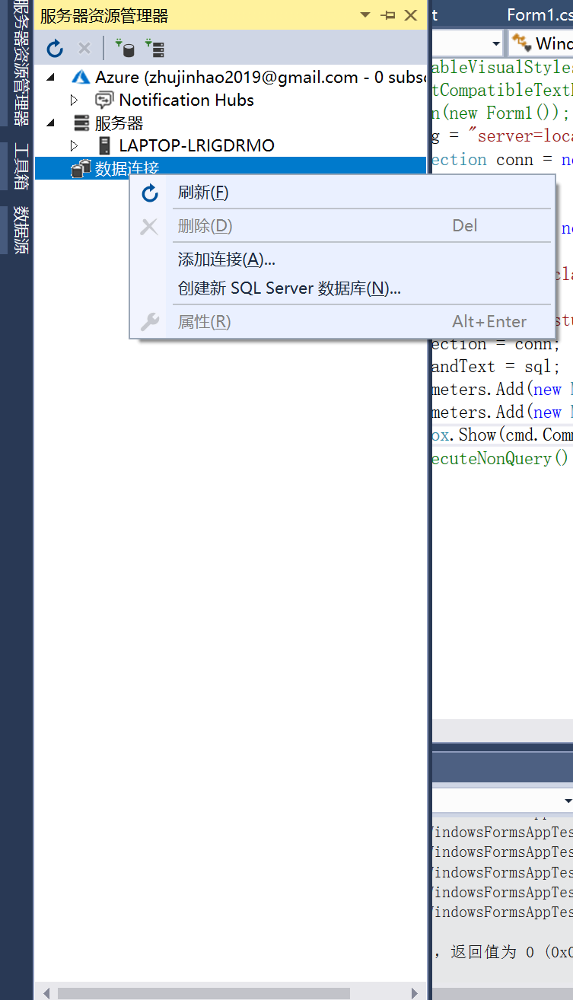 服务器资源管理器
工具箱
数据源
服务器资源管理器
Azure (zhujinhao2019@gmail.com - 0 subsc
Notification Hubs
服务器
LAPTOP-LRIGDRMO
数据连接
刷新(F)
删除(D) Del
添加连接(A)...
创建新 SQL Server 数据库(N)...
属性(R) Alt+Enter
t Form1.cs
Wind
ableVisualStyles
tCompatibleText
n(new Form1());
g = "server=loca
ection conn = ne
ne
cla
stu
ection = conn;
andText = sql;
meters.Add(new
meters.Add(new
ox.Show(cmd.Comm
ecuteNonQuery()
WindowsFormsAppTes
WindowsFormsAppTes
WindowsFormsAppTes
WindowsFormsAppTes
WindowsFormsAppTes
，返回值为 0 (0x0